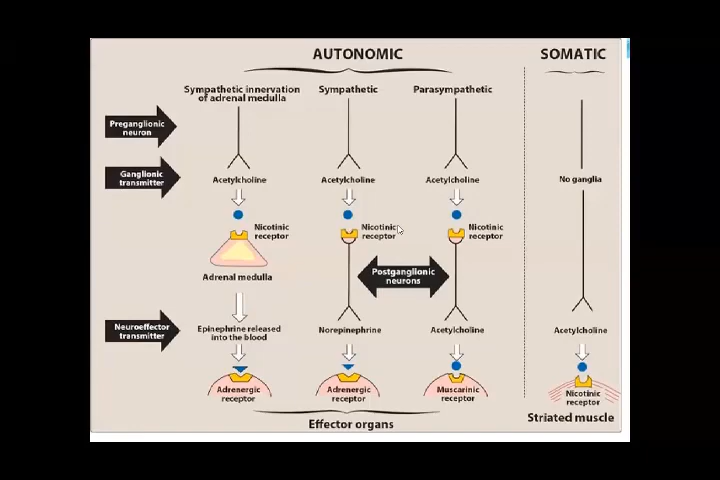 AUTONOMIC
SOMATIC
Sympathetic innervation
of adrenal medulla
Sympathetic
Parasympathetic
Preganglionic
neuron
Ganglionic
transmitter
Acetylcholine
Acetylcholine
Acetylcholine
No ganglia
Nicotinic
receptor
Nicotinic
receptor
Nicotinic
receptor
Adrenal medulla
Postganglionic
neurons
Neuroeffector
transmitter
Epinephrine released
into the blood
Norepinephrine
Acetylcholine
Acetylcholine
Adrenergic
receptor
Adrenergic
receptor
Muscarinic
receptor
Nicotinic
receptor
Effector organs
Striated muscle